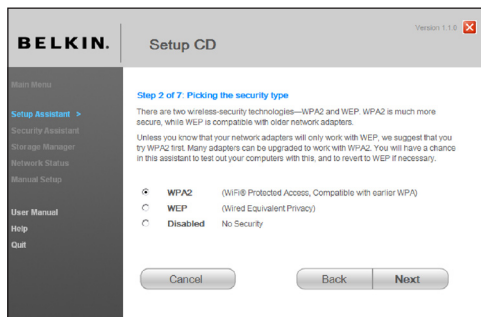 BELKIN.
Setup CD
Version 1.1.0
Main Menu
Setup Assistant >
Security Assistant
Storage Manager
Network Status
Manual Setup
User Manual
Help
Quit
Step 2 of 7: Picking the security type
There are two wireless-security technologies—WPA2 and WEP. WPA2 is much more
secure, while WEP is compatible with older network adapters.
Unless you know that your network adapters will only work with WEP, we suggest that you
try WPA2 first. Many adapters can be upgraded to work with WPA2. You will have a chance
in this assistant to test out your computers with this, and to revert to WEP if necessary.
WPA2 (WiFi® Protected Access, Compatible with earlier WPA)
WEP (Wired Equivalent Privacy)
Disabled No Security
Cancel Back Next